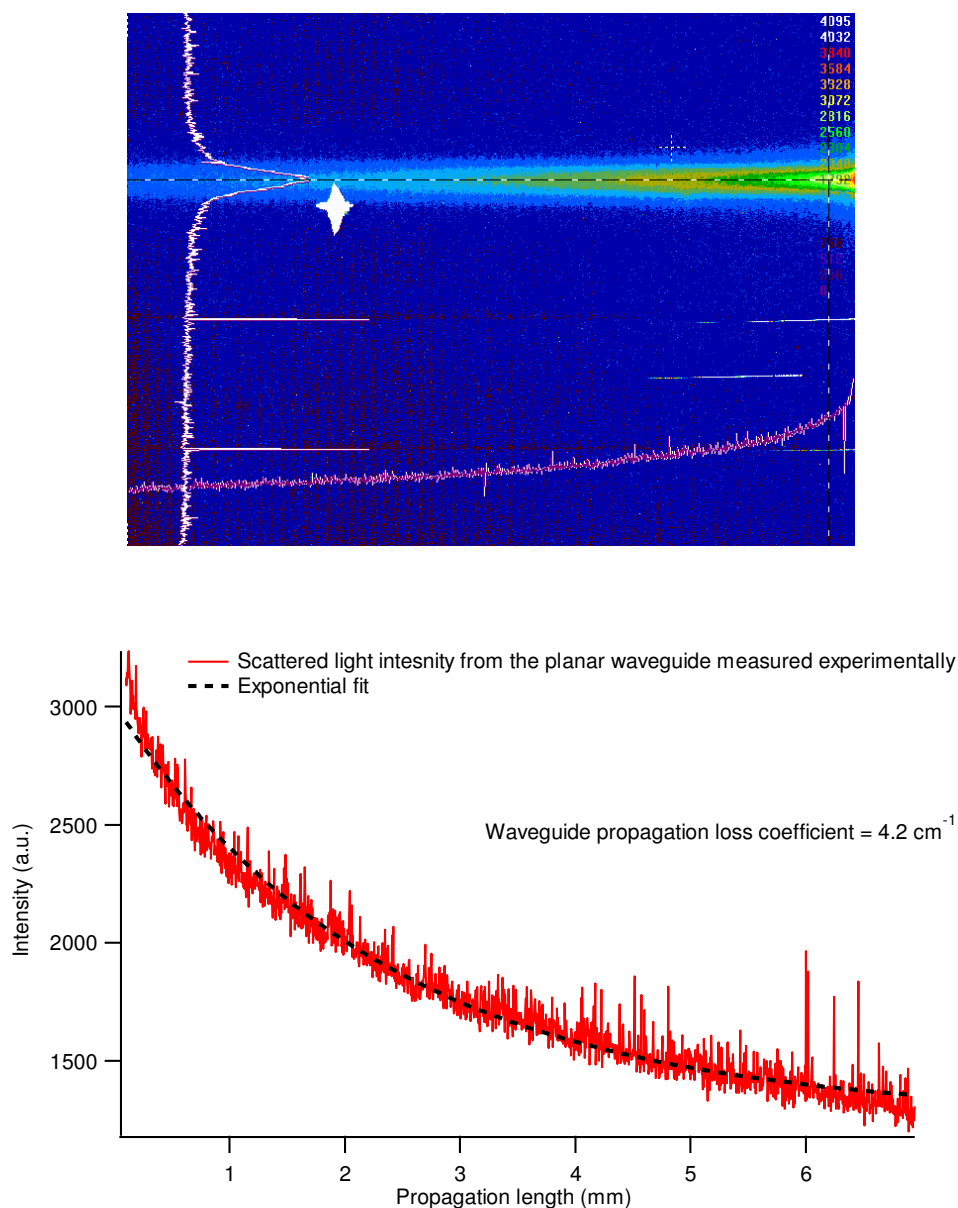 4095
4032
3840
3584
3328
3072
2816
2560
Scattered light intesnity from the planar waveguide measured experimentally
Exponential fit
3000
2500
Waveguide propagation loss coefficient = 4.2 cm-1
Intensity (a.u.)
2000
1500
1 2 3 4 5 6
Propagation length (mm)